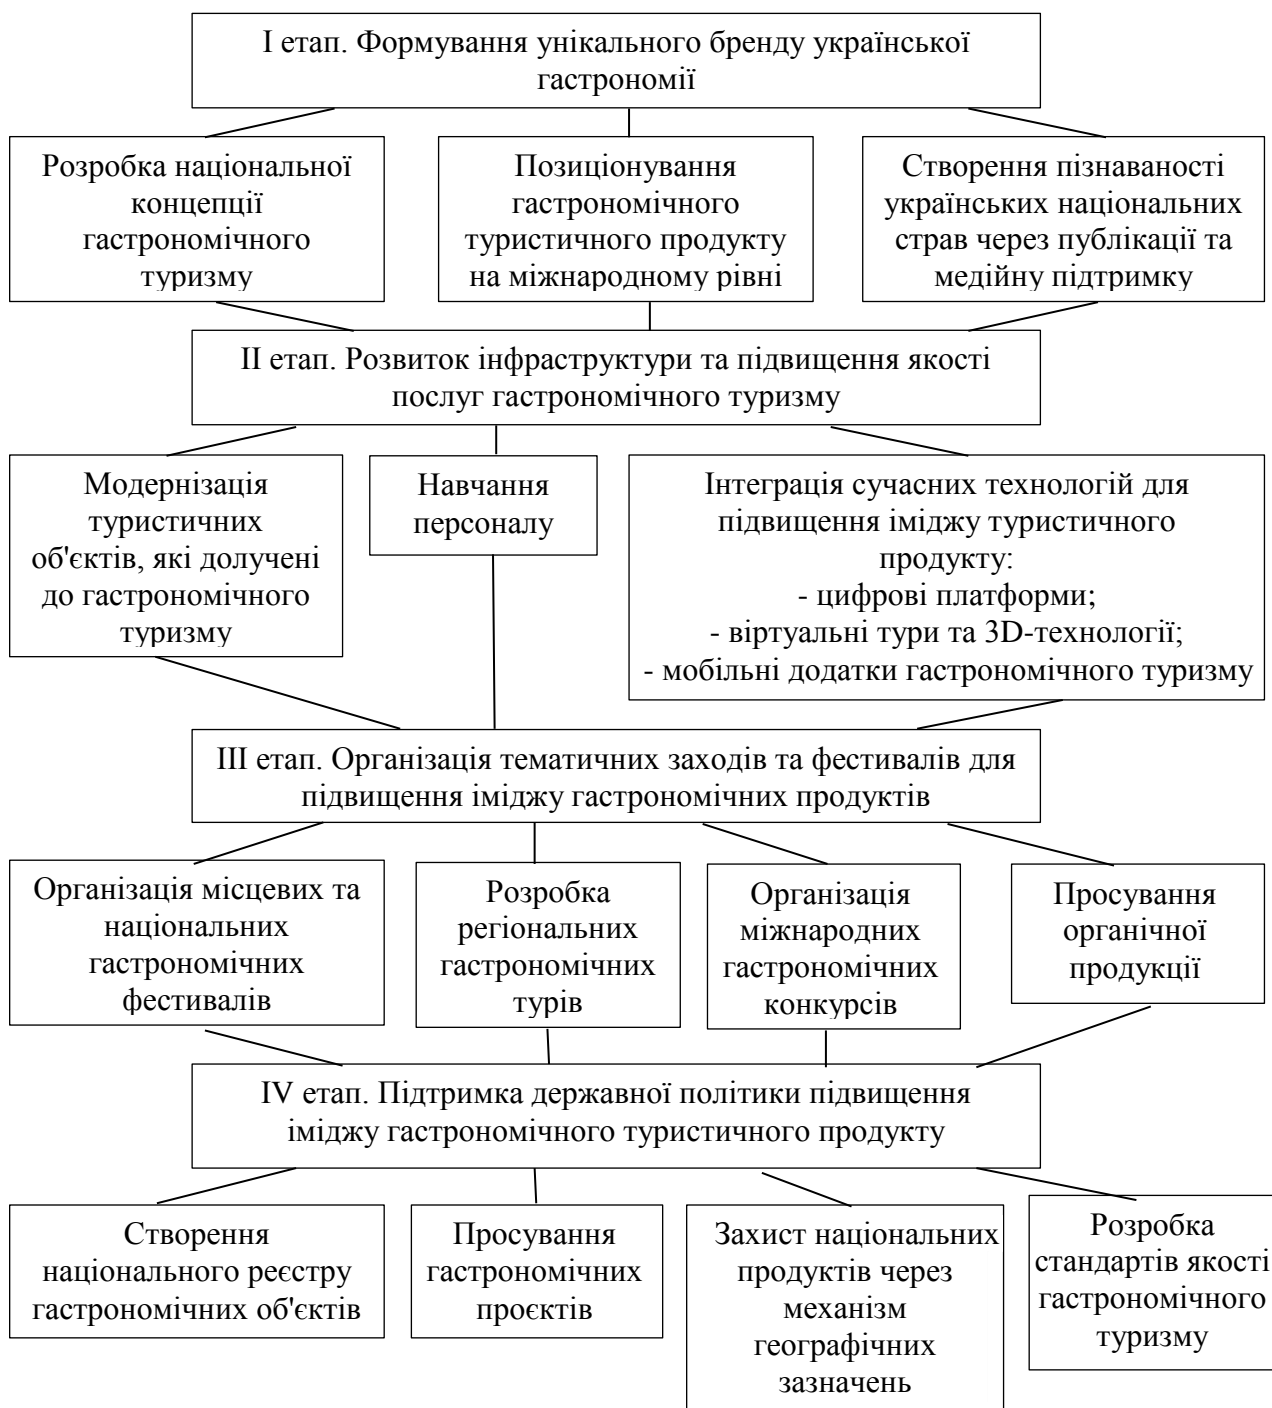 І етап. Формування унікального бренду української
гастрономії
Розробка національної
концепції
гастрономічного
туризму
Позиціонування
гастрономічного
туристичного продукту
на міжнародному рівні
Створення пізнаваності
українських національних
страв через публікації та
медійну підтримку
ІІ етап. Розвиток інфраструктури та підвищення якості
послуг гастрономічного туризму
Модернізація
туристичних
об'єктів, які долучені
до гастрономічного
туризму
Навчання
персоналу
Інтеграція сучасних технологій для
підвищення іміджу туристичного
продукту:
- цифрові платформи;
- віртуальні тури та 3D-технології;
- мобільні додатки гастрономічного туризму
ІІІ етап. Організація тематичних заходів та фестивалів для
підвищення іміджу гастрономічних продуктів
Організація місцевих та
національних
гастрономічних
фестивалів
Розробка
регіональних
гастрономічних
турів
Організація
міжнародних
гастрономічних
конкурсів
Просування
органічної
продукції
IV етап. Підтримка державної політики підвищення
іміджу гастрономічного туристичного продукту
Створення
національного реєстру
гастрономічних об'єктів
Просування
гастрономічних
проєктів
Захист національних
продуктів через
механізм
географічних
зазначень
Розробка
стандартів якості
гастрономічного
туризму